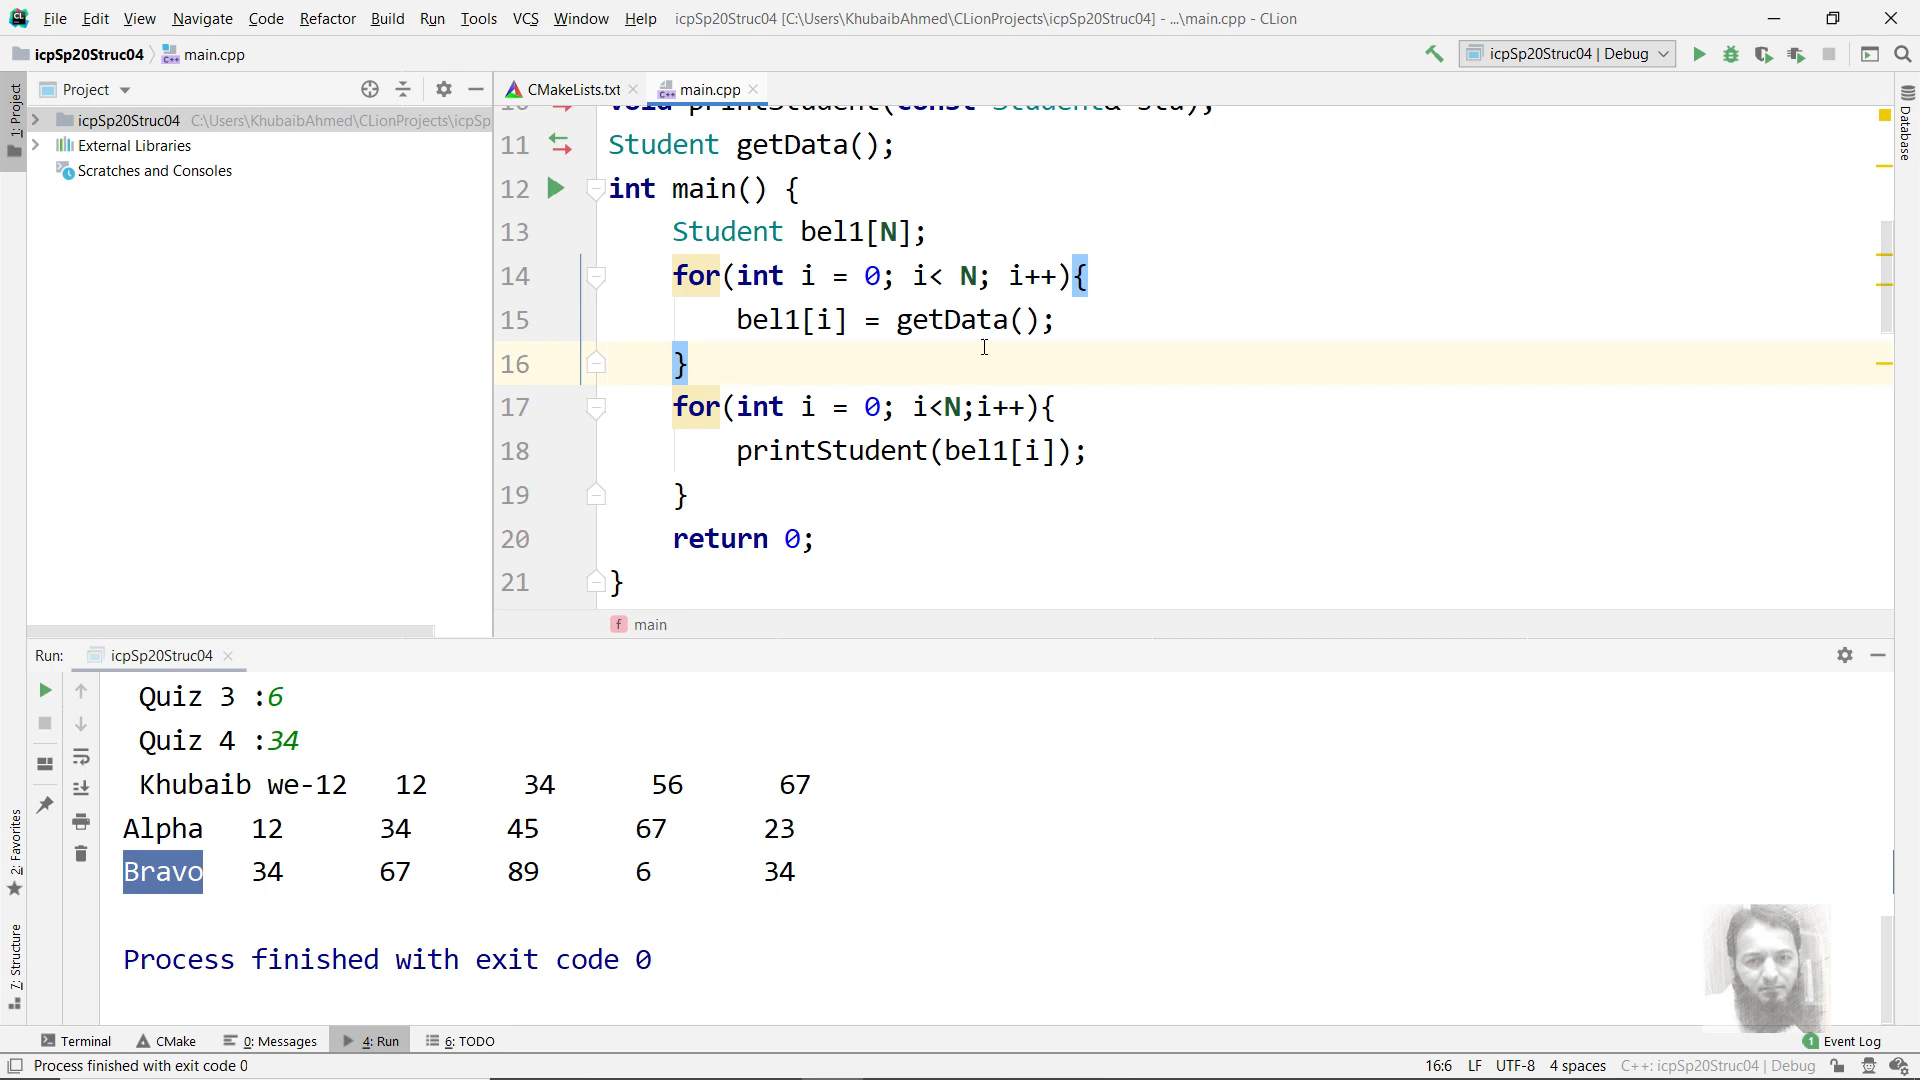 File Edit View Navigate Code Refactor Build Run Tools VCS Window Help icpSp20Struc04 [C:\Users\KhubaibAhmed\CLionProjects\icpSp20Struc04] - ...\main.cpp - CLion
icpSp20Struc04 main.cpp
icpSp20Struc04 | Debug
Project
CMakeLists.txt main.cpp
1: Project
Database
icpSp20Struc04 C:\Users\KhubaibAhmed\CLionProjects\icpSp
External Libraries
Scratches and Consoles
10 void printStudent(const Student& stu);
11 Student getData();
12 int main() {
13 Student bel1[N];
14 for(int i = 0; i< N; i++){
15 bel1[i] = getData();
16 }
17 for(int i = 0; i<N;i++){
18 printStudent(bel1[i]);
19 }
20 return 0;
21 }
f main
Run: icpSp20Struc04
Quiz 3 :6
Quiz 4 :34
Khubaib we-12 12 34 56 67
Alpha 12 34 45 67 23
Bravo 34 67 89 6 34
Process finished with exit code 0
2: Favorites
7: Structure
Terminal CMake 0: Messages 4: Run 6: TODO 1 Event Log
Process finished with exit code 0 16:6 LF UTF-8 4 spaces C++: icpSp20Struc04 | Debug